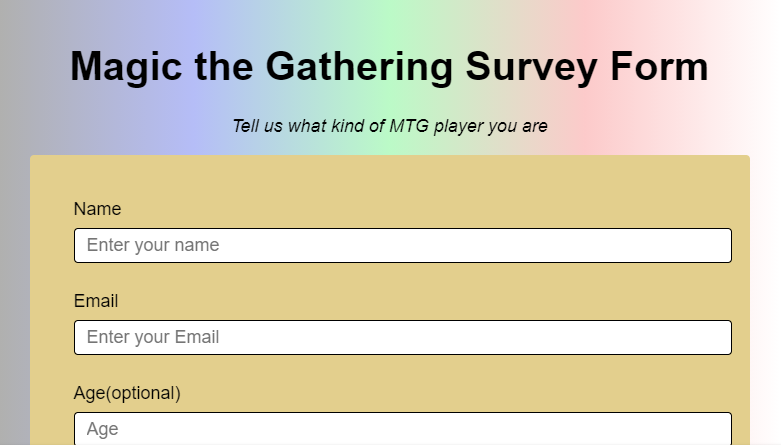 Magic the Gathering Survey Form
Tell us what kind of MTG player you are
Name
Enter your name
Email
Enter your Email
Age(optional)
Age